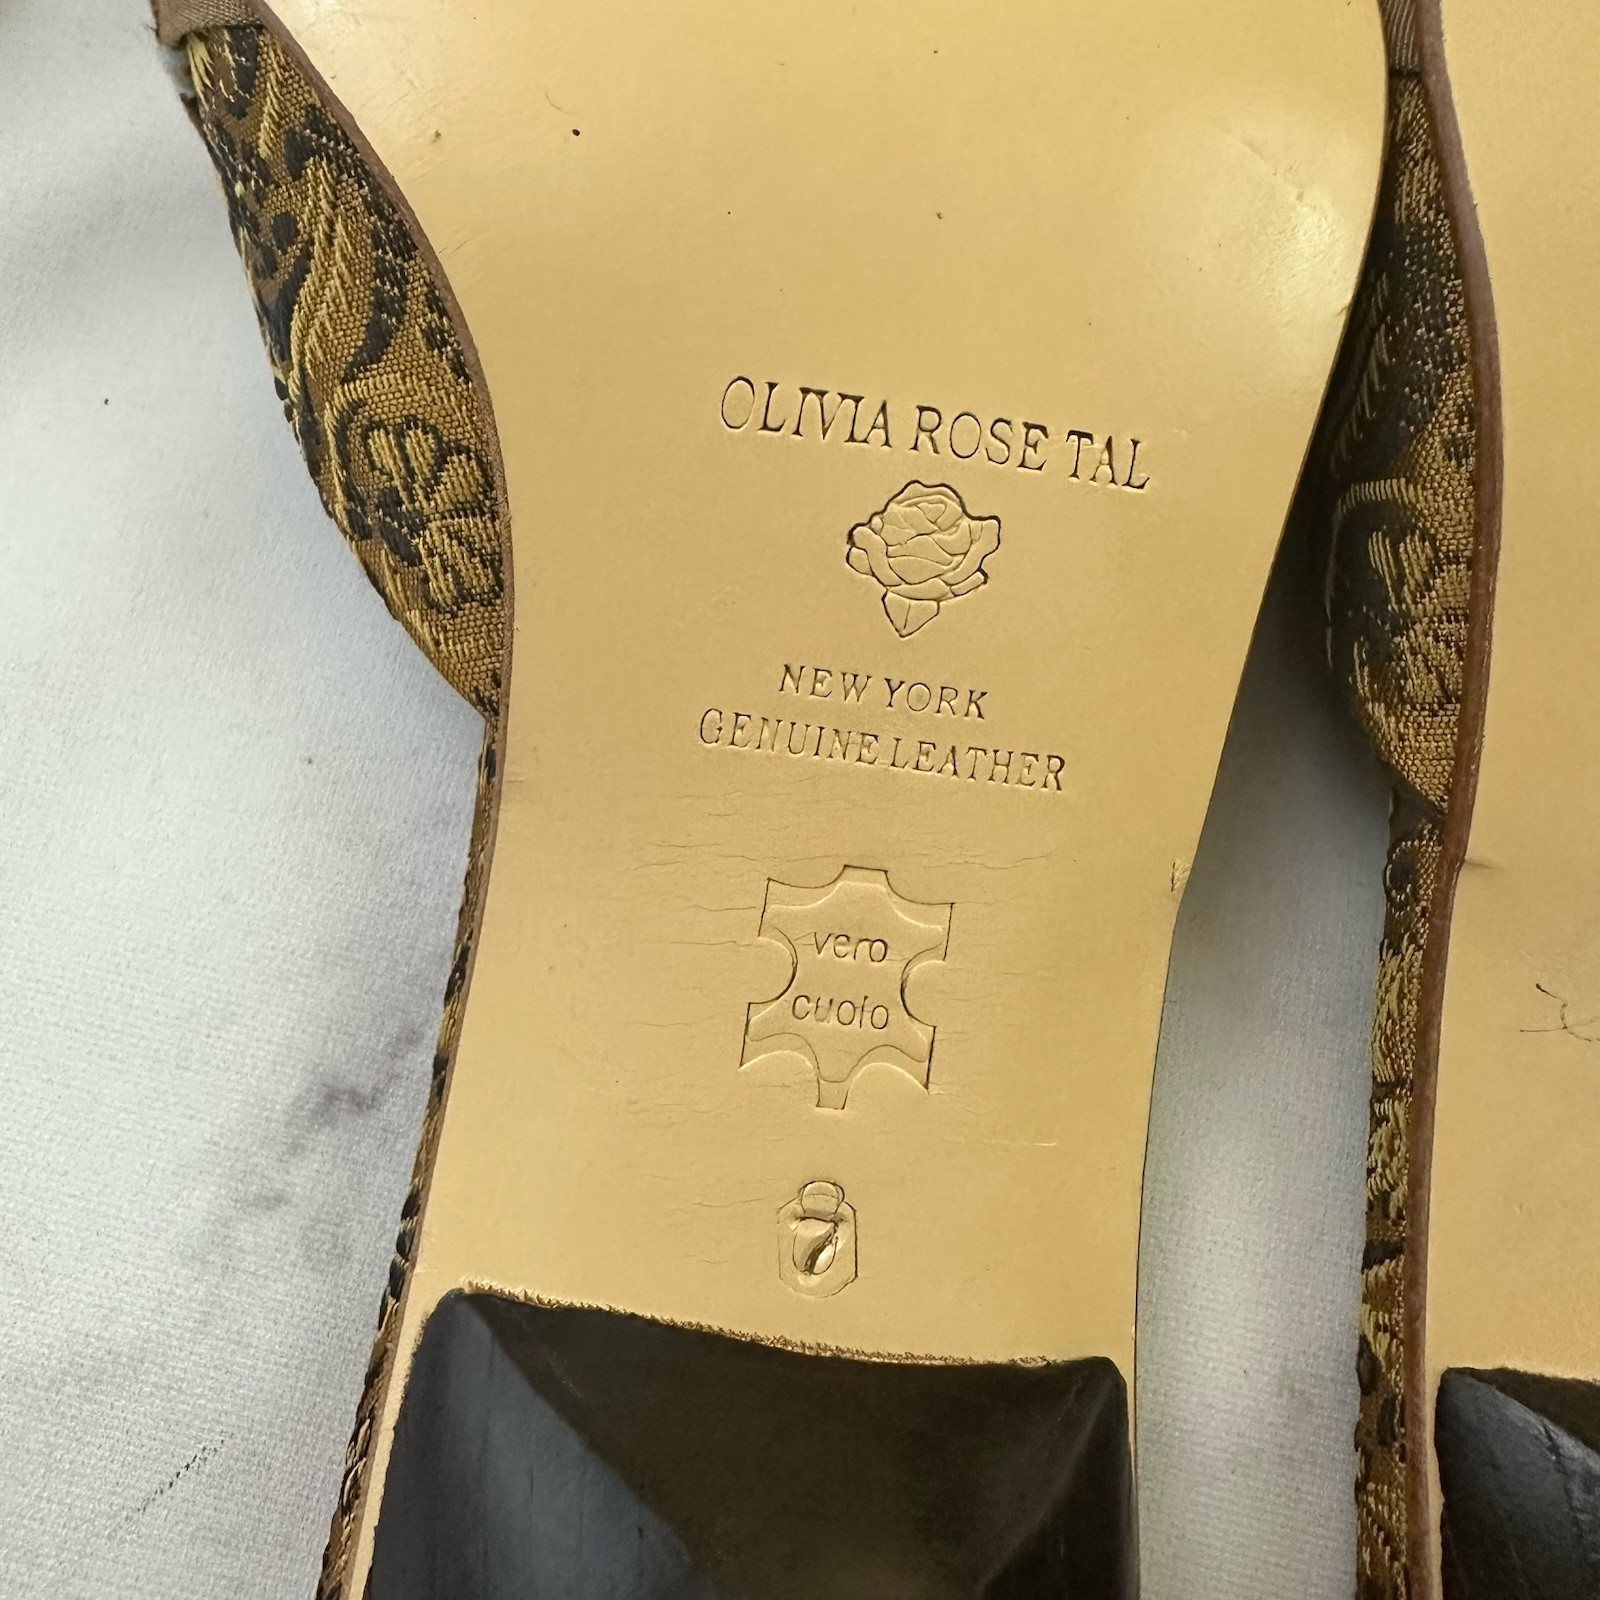 OLIVIA ROSE TAL
NEW YORK
GENUINE LEATHER
vero
cuoio
7